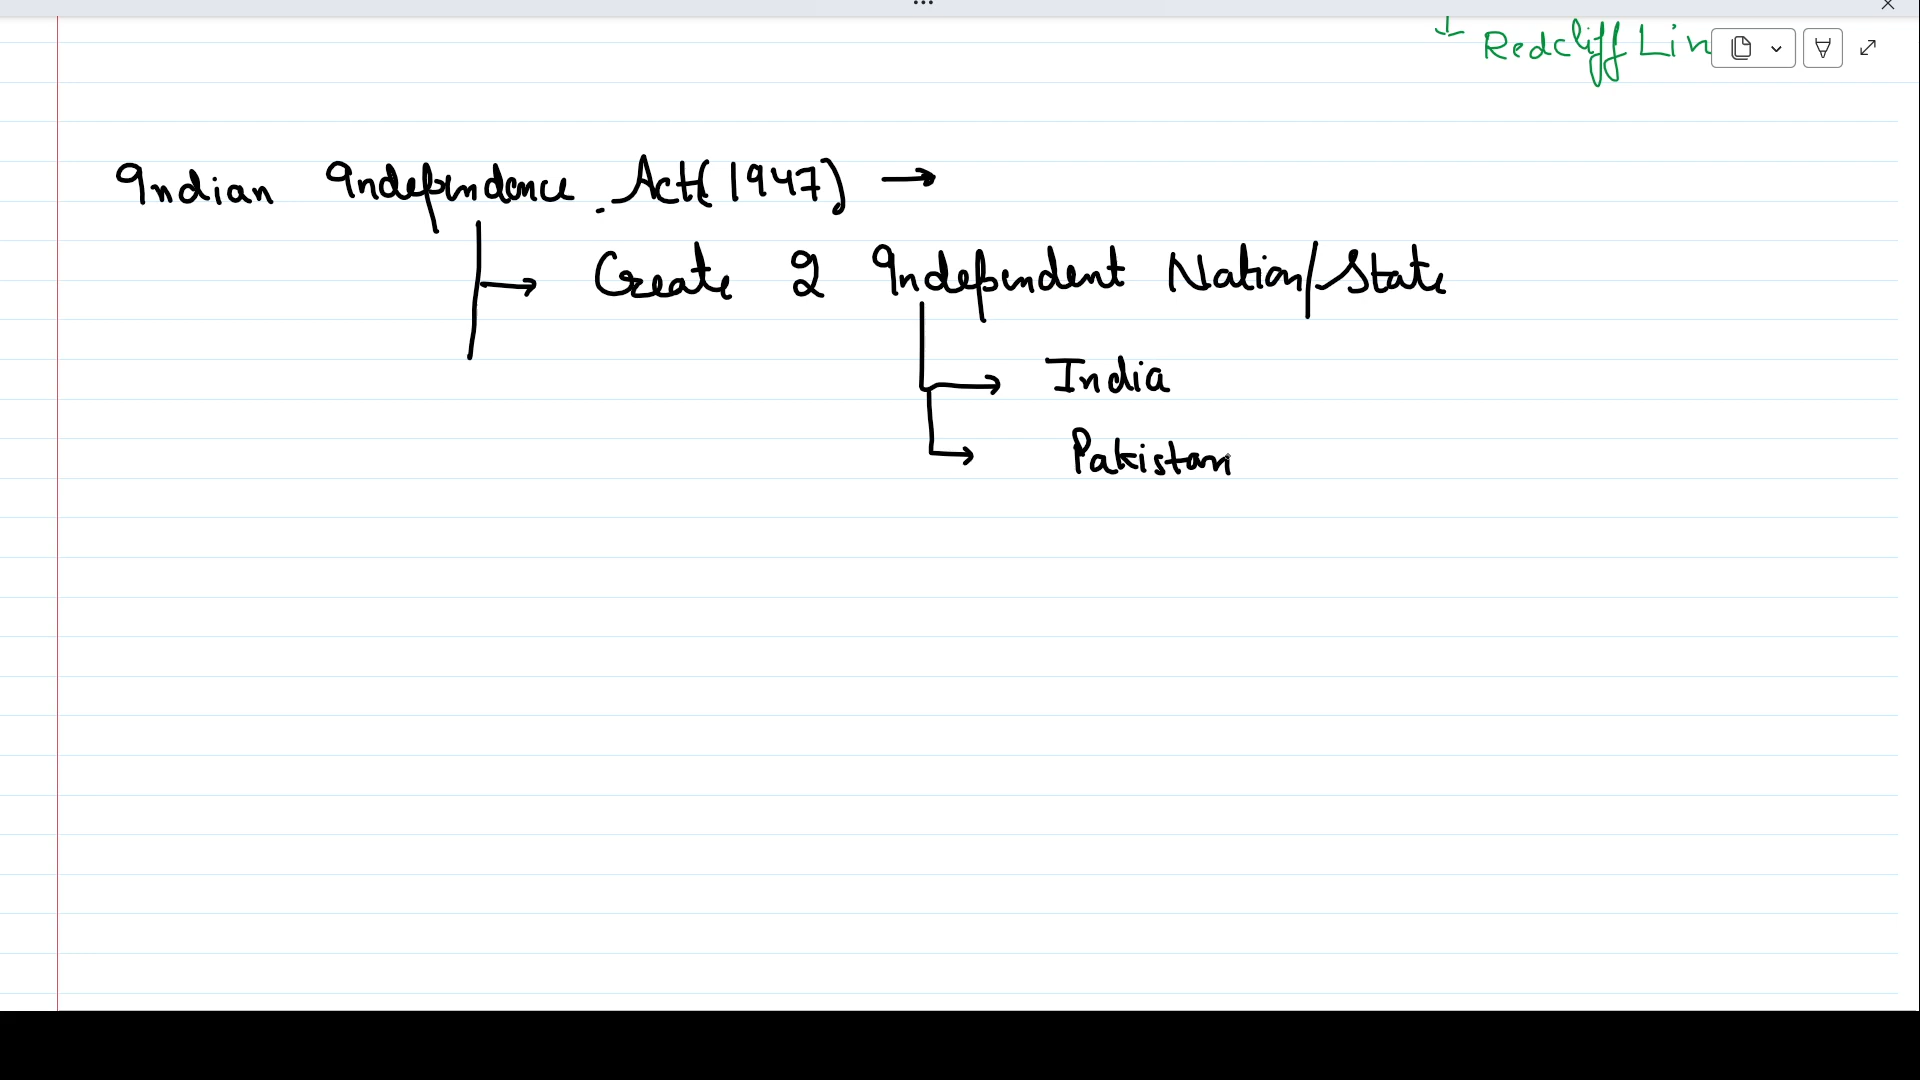 Redcliff Lin
Indian Independence Act (1947) →
→ Create 2 Independent Nation/State
→ India
→ Pakistan